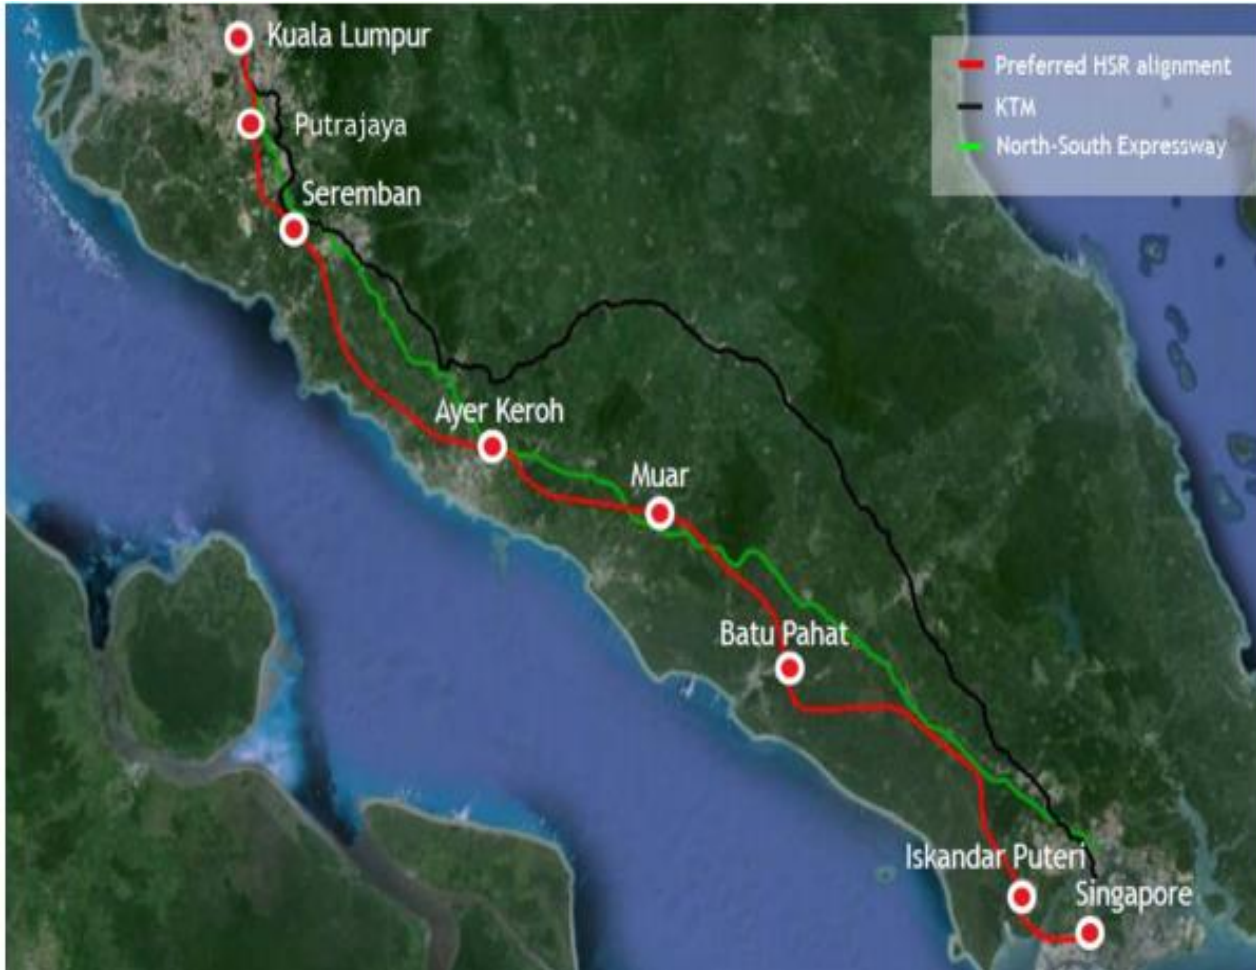 Kuala Lumpur
Preferred HSR alignment
KTM
Putrajaya
North-South Expressway
Seremban
Ayer Keroh
Muar
Batu Pahat
Iskandar Puteri
Singapore